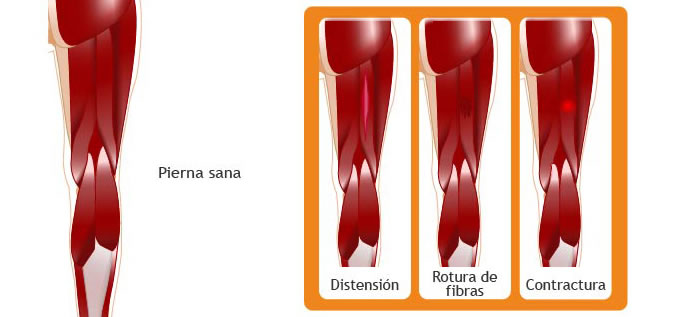 Pierna sana
Distensión
Rotura de
fibras
Contractura